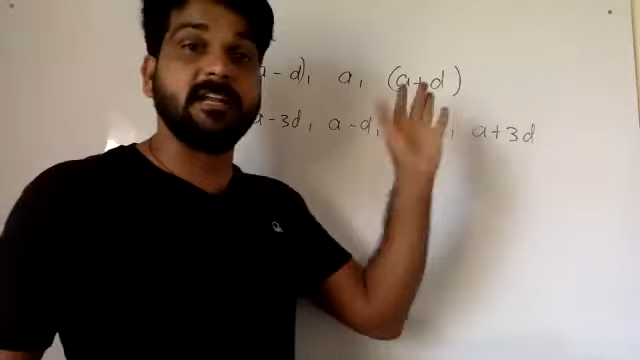 a - d), a, (a + d)
a - 3d, a - d, , a + 3d